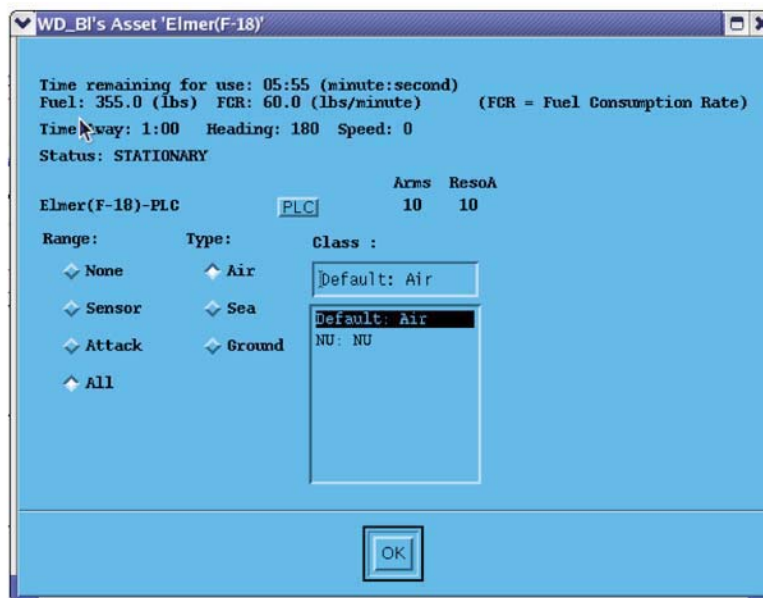 WD_Bl's Asset 'Elmer(F-18)'
Time remaining for use: 05:55 (minute:second)
Fuel: 355.0 (lbs) FCR: 60.0 (lbs/minute) (FCR = Fuel Consumption Rate)
Time away: 1:00 Heading: 180 Speed: 0
Status: STATIONARY
Arms ResoA
Elmer(F-18)-PLC PLC 10 10
Range: Type: Class :
None Air Default: Air
Sensor Sea Default: Air
Attack Ground NU: NU
All
OK